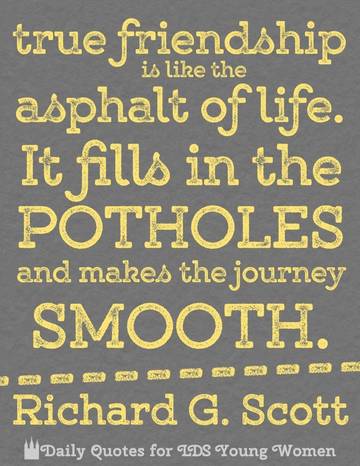 true friendship
is like the
asphalt of life.
It fills in the
POTHOLES
and makes the journey
SMOOTH.
Richard G. Scott
Daily Quotes for LDS Young Women